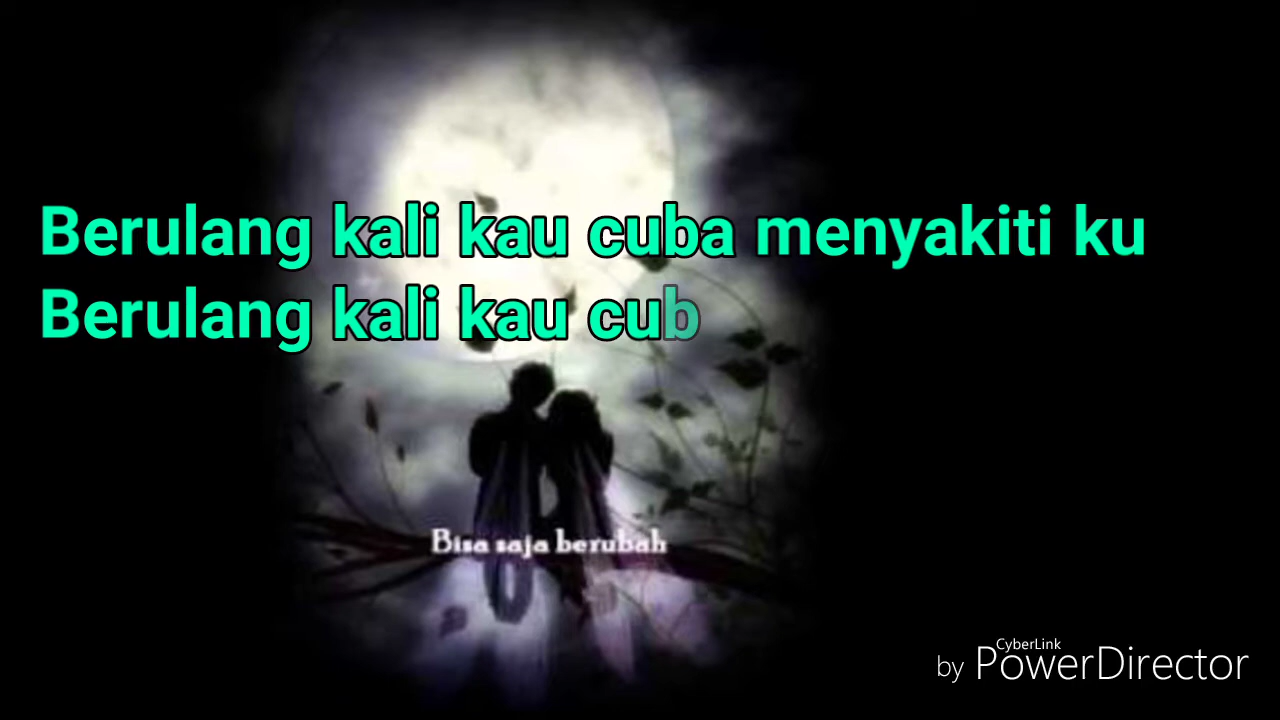 Berulang kali kau cuba menyakiti ku
Berulang kali kau cub
Bisa saja berubah
by CyberLink PowerDirector